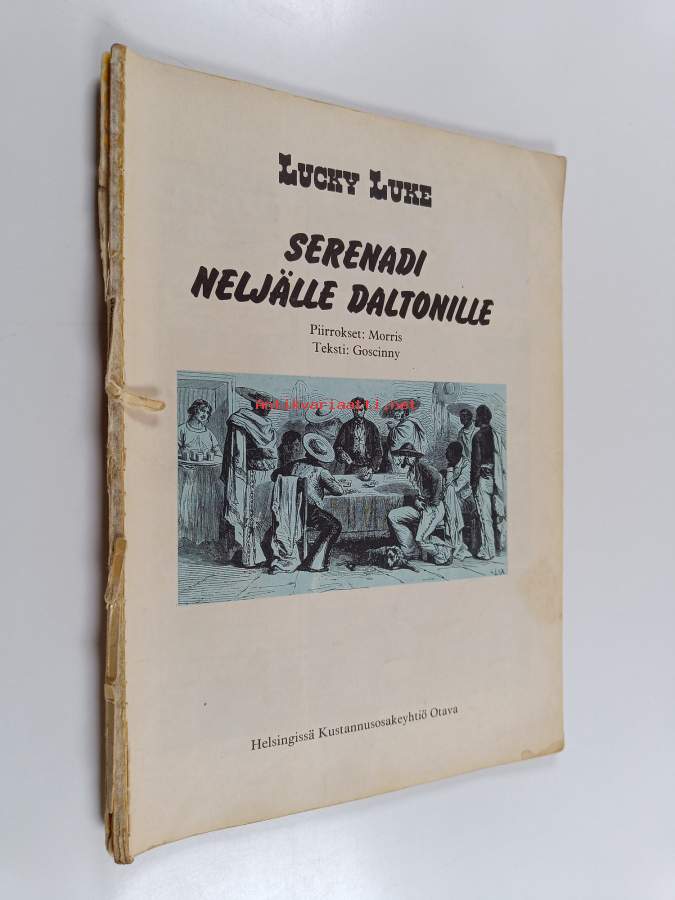 LUCKY LUKE
SERENADI
NELJÄLLE DALTONILLE
Piirrokset: Morris
Teksti: Goscinny
Antikvariaatti.net
Helsingissä Kustannusosakeyhtiö Otava